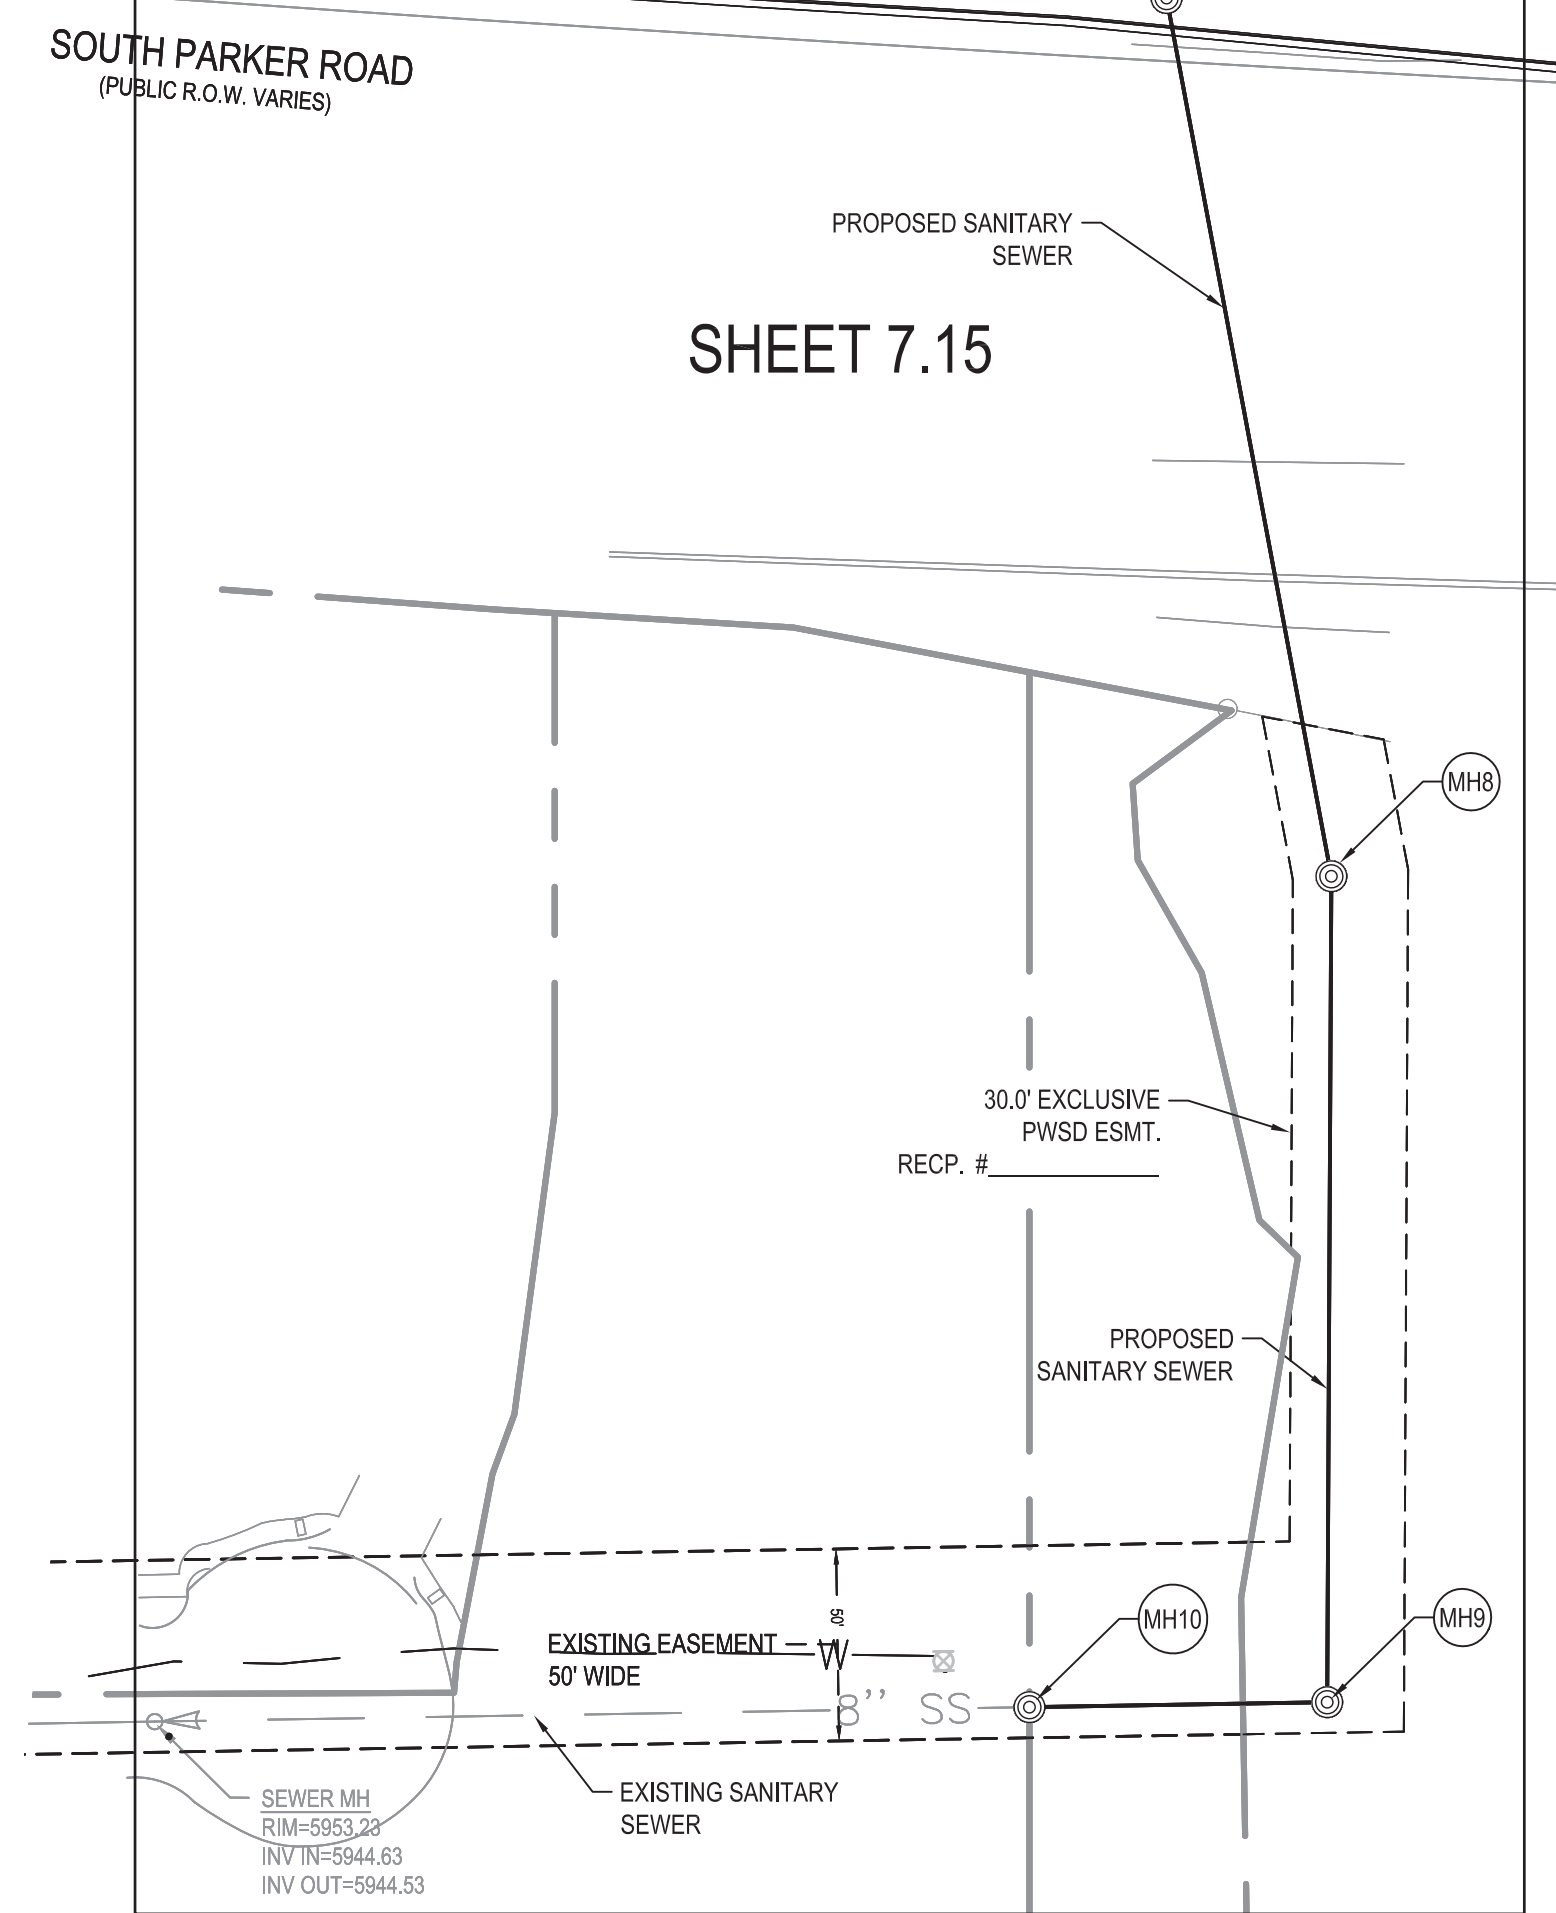 SOUTH PARKER ROAD
(PUBLIC R.O.W. VARIES)
PROPOSED SANITARY
SEWER
SHEET 7.15
MH8
30.0' EXCLUSIVE
PWSD ESMT.
RECP. #
PROPOSED
SANITARY SEWER
50'
MH10
MH9
EXISTING EASEMENT
50' WIDE
W
8'' SS
EXISTING SANITARY
SEWER
SEWER MH
RIM=5953.23
INV IN=5944.63
INV OUT=5944.53